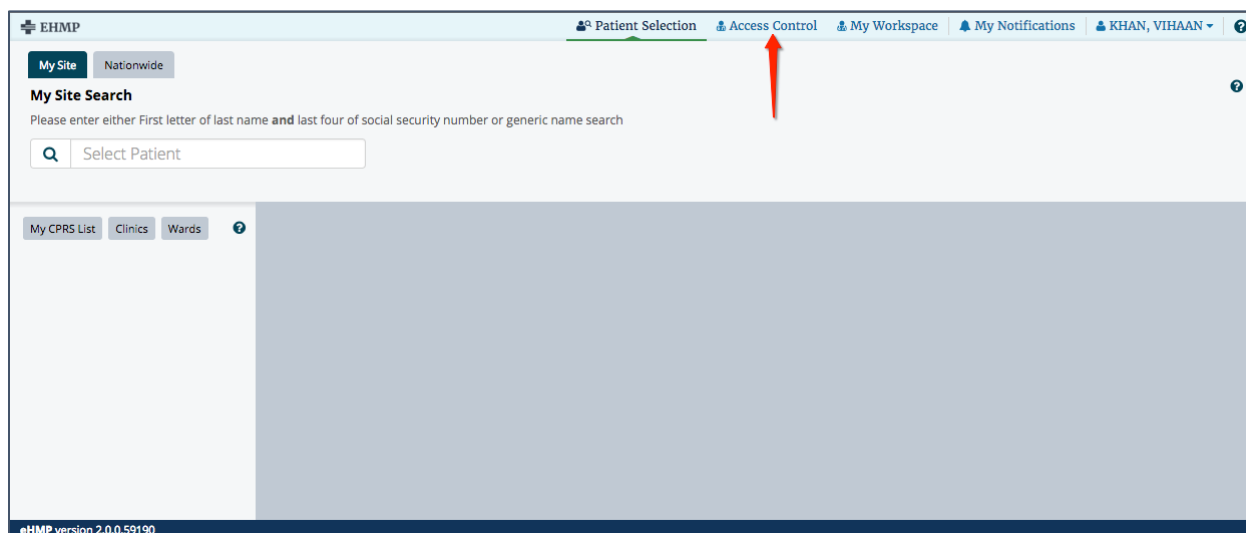 EHMP Patient Selection Access Control My Workspace My Notifications KHAN, VIHAAN
My Site Nationwide
My Site Search
Please enter either First letter of last name and last four of social security number or generic name search
Select Patient
My CPRS List Clinics Wards
eHMP version 2.0.0.59190